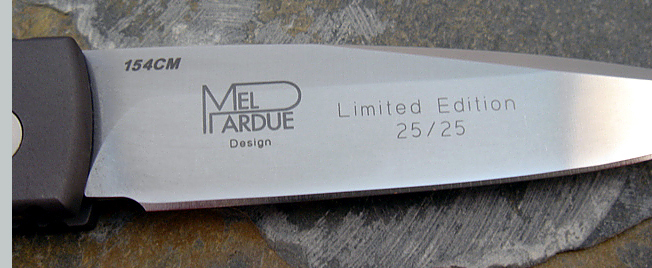 154CM
MEL
PARDUE
Design
Limited Edition
25/25